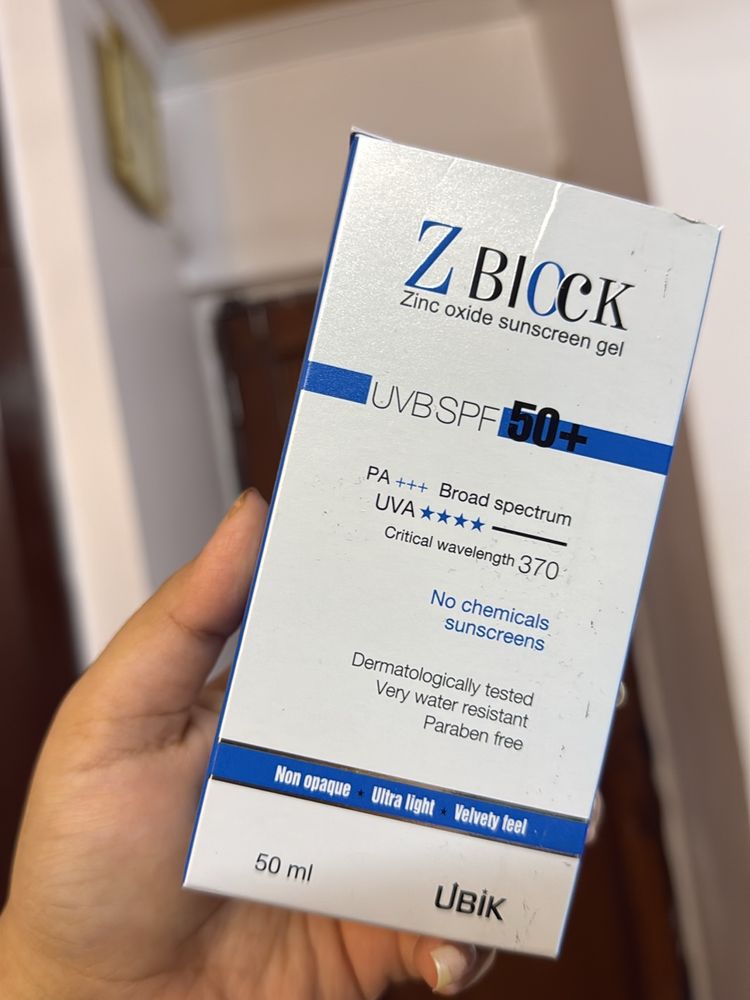 Z BLOCK
Zinc oxide sunscreen gel
UVB·SPF 50+
PA +++ Broad spectrum
UVA ★★★★
Critical wavelength 370
No chemicals
sunscreens
Dermatologically tested
Very water resistant
Paraben free
Non opaque ★ Ultra light ★ Velvety feel
50 ml
UBIK